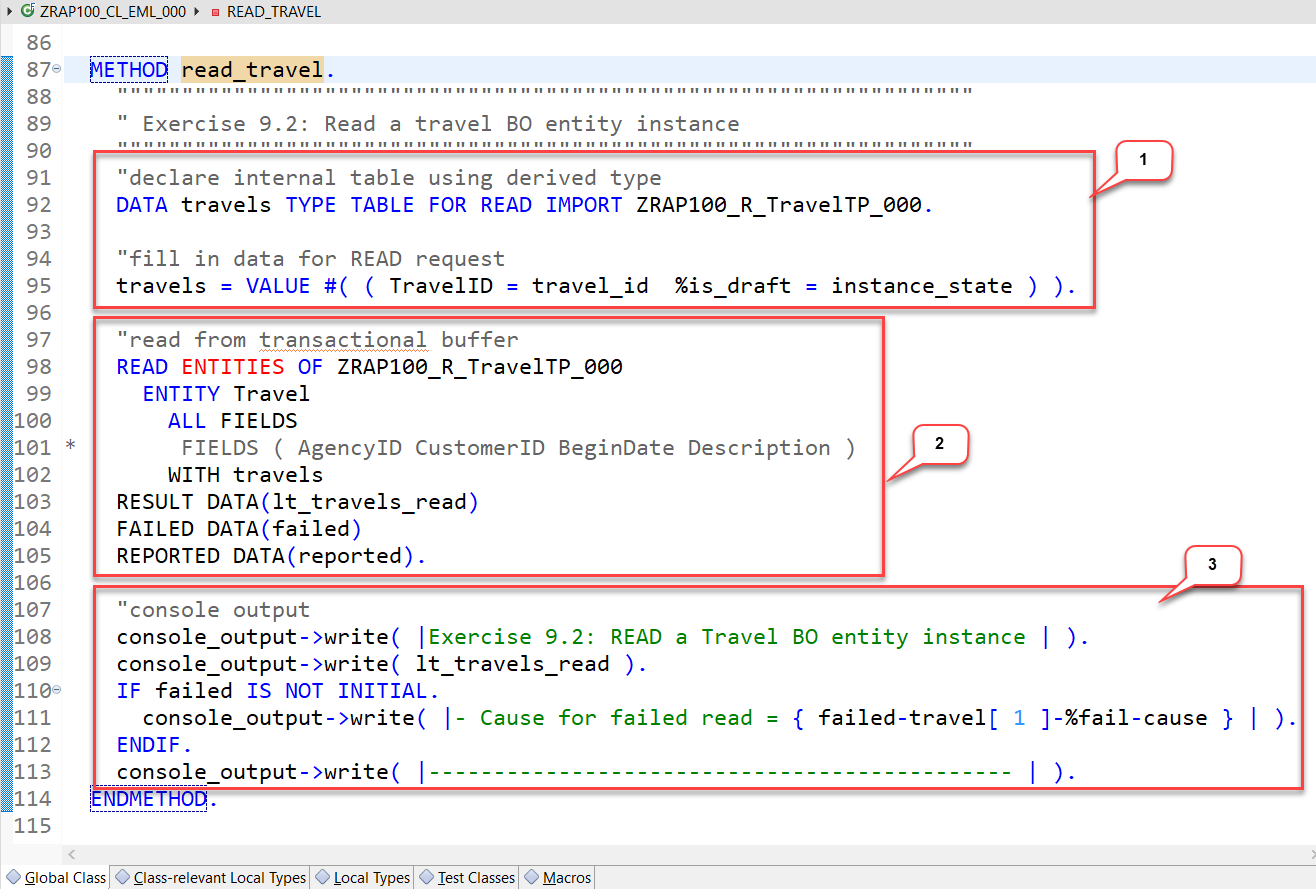 ZRAP100_CL_EML_000 READ_TRAVEL
86
87 METHOD read_travel.
88 """"""""""""""""""""""""""""""""""""""""""""""""""""""""""""""""""
89 " Exercise 9.2: Read a travel BO entity instance
90 """"""""""""""""""""""""""""""""""""""""""""""""""""""""""""""""""
1
91 "declare internal table using derived type
92 DATA travels TYPE TABLE FOR READ IMPORT ZRAP100_R_TravelTP_000.
93
94 "fill in data for READ request
95 travels = VALUE #( ( TravelID = travel_id  %is_draft = instance_state ) ).
96
97 "read from transactional buffer
98 READ ENTITIES OF ZRAP100_R_TravelTP_000
99 ENTITY Travel
100 ALL FIELDS
101 * FIELDS ( AgencyID CustomerID BeginDate Description )
2
102 WITH travels
103 RESULT DATA(lt_travels_read)
104 FAILED DATA(failed)
105 REPORTED DATA(reported).
106
3
107 "console output
108 console_output->write( |Exercise 9.2: READ a Travel BO entity instance | ).
109 console_output->write( lt_travels_read ).
110 IF failed IS NOT INITIAL.
111 console_output->write( |- Cause for failed read = { failed-travel[ 1 ]-%fail-cause } | ).
112 ENDIF.
113 console_output->write( |--------------------------------------------- | ).
114 ENDMETHOD.
115
Global Class Class-relevant Local Types Local Types Test Classes Macros